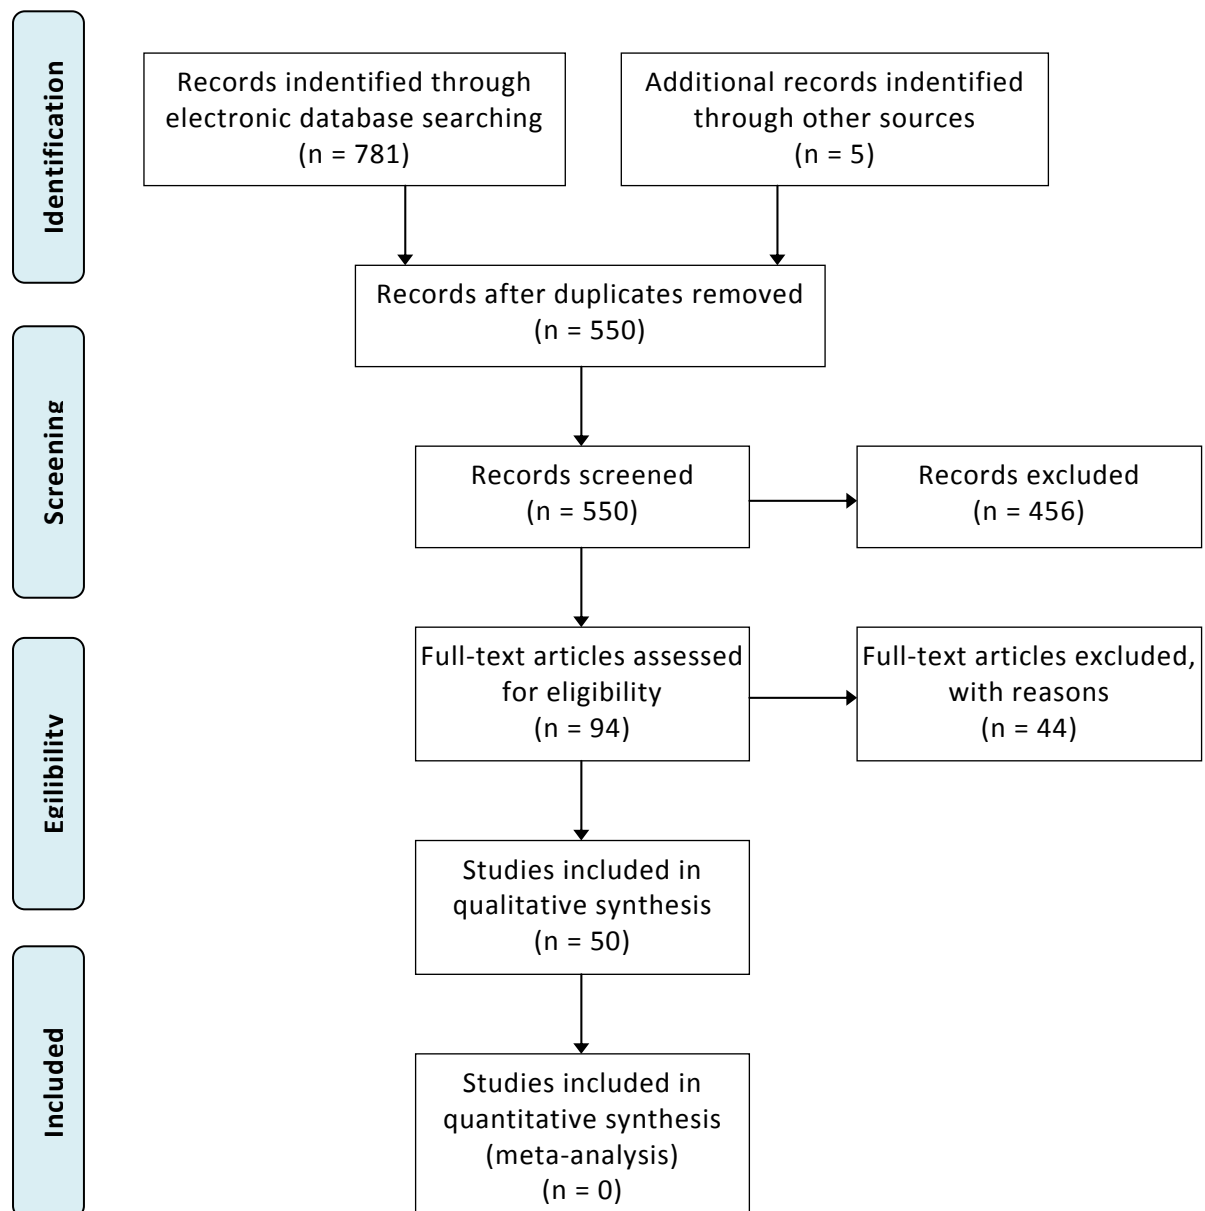 Identification
Records indentified through
electronic database searching
(n = 781)
Additional records indentified
through other sources
(n = 5)
Records after duplicates removed
(n = 550)
Screening
Records screened
(n = 550)
Records excluded
(n = 456)
Egilibility
Full-text articles assessed
for eligibility
(n = 94)
Full-text articles excluded,
with reasons
(n = 44)
Studies included in
qualitative synthesis
(n = 50)
Included
Studies included in
quantitative synthesis
(meta-analysis)
(n = 0)